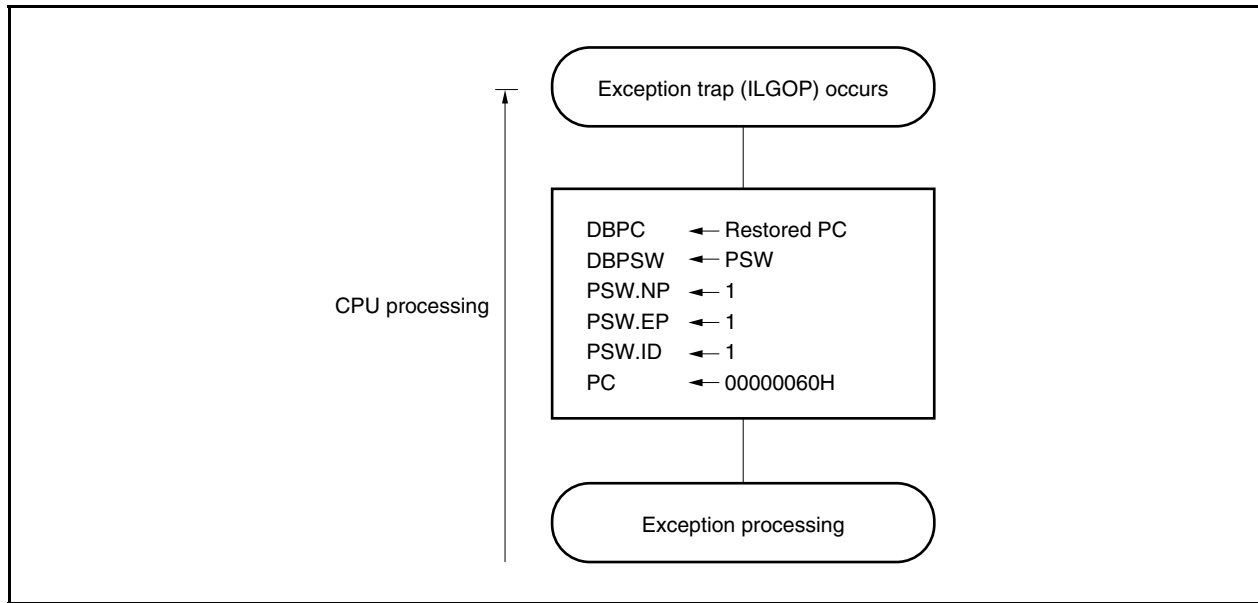 Exception trap (ILGOP) occurs
CPU processing
DBPC ← Restored PC
DBPSW ← PSW
PSW.NP ← 1
PSW.EP ← 1
PSW.ID ← 1
PC ← 00000060H
Exception processing